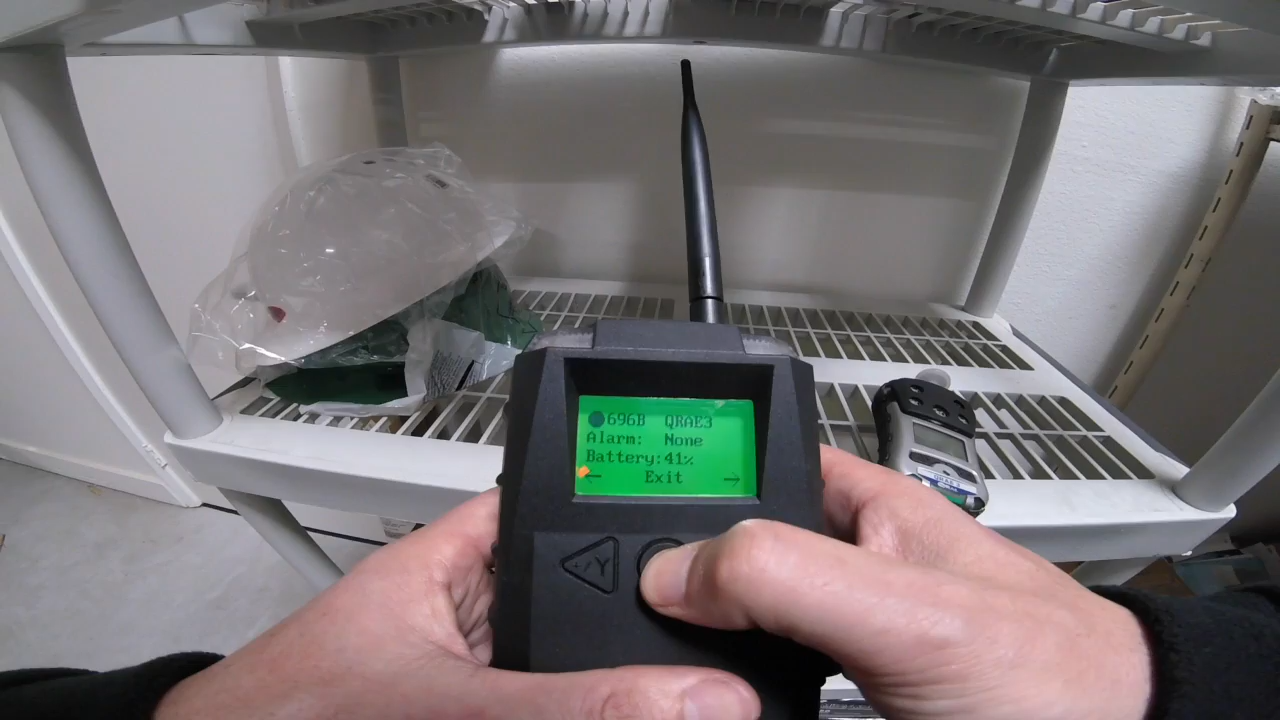 696B QRAE3
Alarm: None
Battery:41%
← Exit →
+/Y